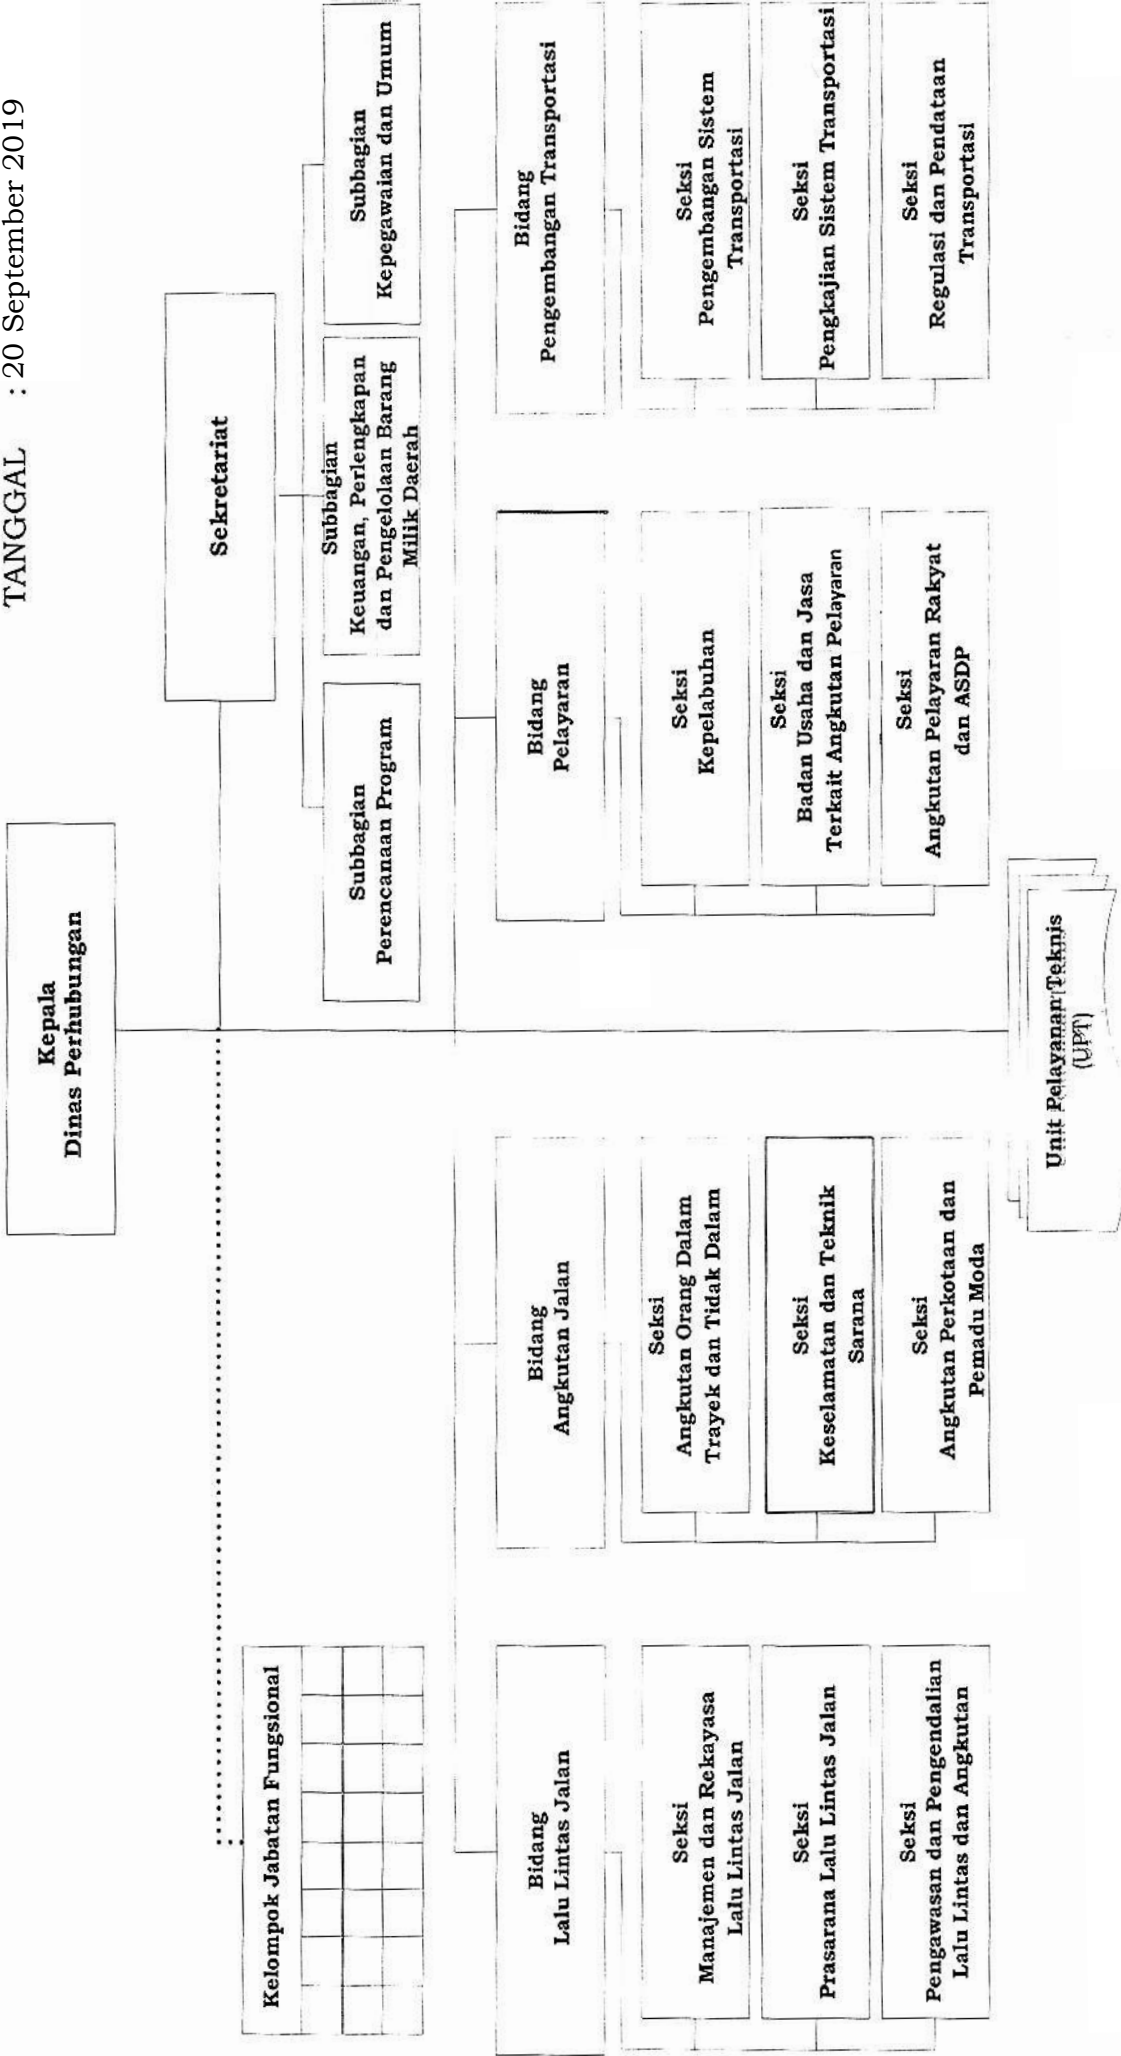 TANGGAL : 20 September 2019
Kepala
Dinas Perhubungan
Sekretariat
Kelompok Jabatan Fungsional
Subbagian
Perencanaan Program
Subbagian
Keuangan, Perlengkapan
dan Pengelolaan Barang
Milik Daerah
Subbagian
Kepegawaian dan Umum
Bidang
Lalu Lintas Jalan
Bidang
Angkutan Jalan
Bidang
Pelayaran
Bidang
Pengembangan Transportasi
Seksi
Manajemen dan Rekayasa
Lalu Lintas Jalan
Seksi
Angkutan Orang Dalam
Trayek dan Tidak Dalam
Seksi
Kepelabuhan
Seksi
Pengembangan Sistem
Transportasi
Seksi
Prasarana Lalu Lintas Jalan
Seksi
Keselamatan dan Teknik
Sarana
Seksi
Badan Usaha dan Jasa
Terkait Angkutan Pelayaran
Seksi
Pengkajian Sistem Transportasi
Seksi
Pengawasan dan Pengendalian
Lalu Lintas dan Angkutan
Seksi
Angkutan Perkotaan dan
Pemadu Moda
Seksi
Angkutan Pelayaran Rakyat
dan ASDP
Seksi
Regulasi dan Pendataan
Transportasi
Unit Pelayanan Teknis
(UPT)